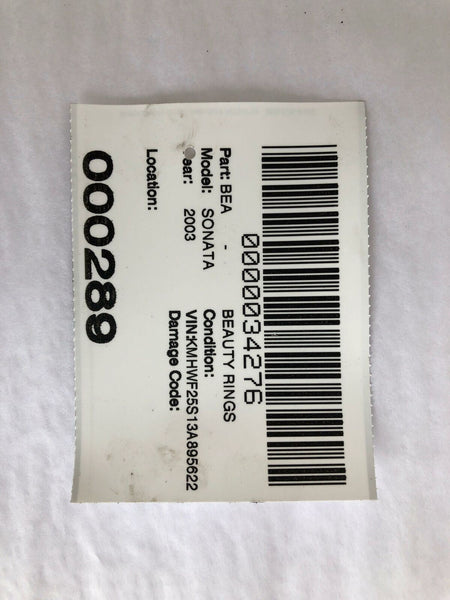 0000034276
Part: BEA - BEAUTY RINGS
Model: SONATA Condition:
Year: 2003 VIN:KMHWF25S13A895622
Damage Code:
Location:
000289